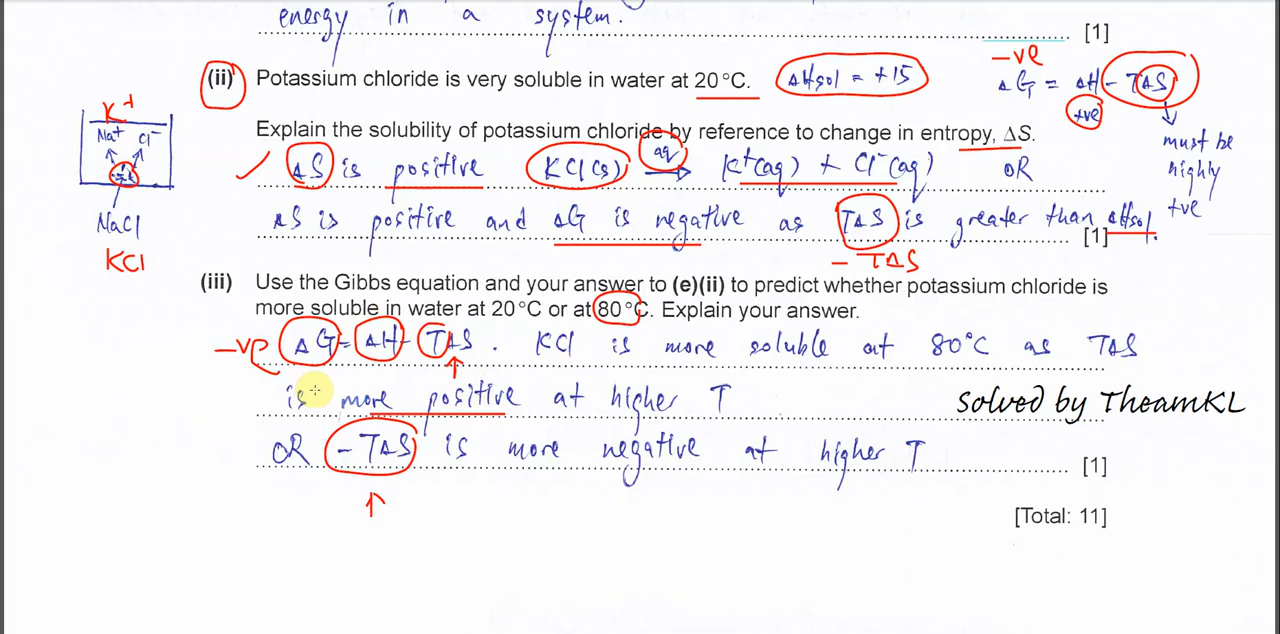 energy in a system.
[1]
(ii) Potassium chloride is very soluble in water at 20°C. ΔHsol = +15
-ve
ΔG = ΔH - TΔS
+ve
must be
highly
+ve
K+
Na+ Cl-
NaCl
KCl
Explain the solubility of potassium chloride by reference to change in entropy, ΔS.
ΔS is positive KCl(s) aq → K+(aq) + Cl-(aq) OR
ΔS is positive and ΔG is negative as TΔS is greater than ΔHsol. [1]
- TΔS
(iii) Use the Gibbs equation and your answer to (e)(ii) to predict whether potassium chloride is
more soluble in water at 20°C or at 80°C. Explain your answer.
-ve ΔG = ΔH - TΔS. KCl is more soluble at 80°C as TΔS
is more positive at higher T
Solved by TheamKL
OR - TΔS is more negative at higher T [1]
[Total: 11]